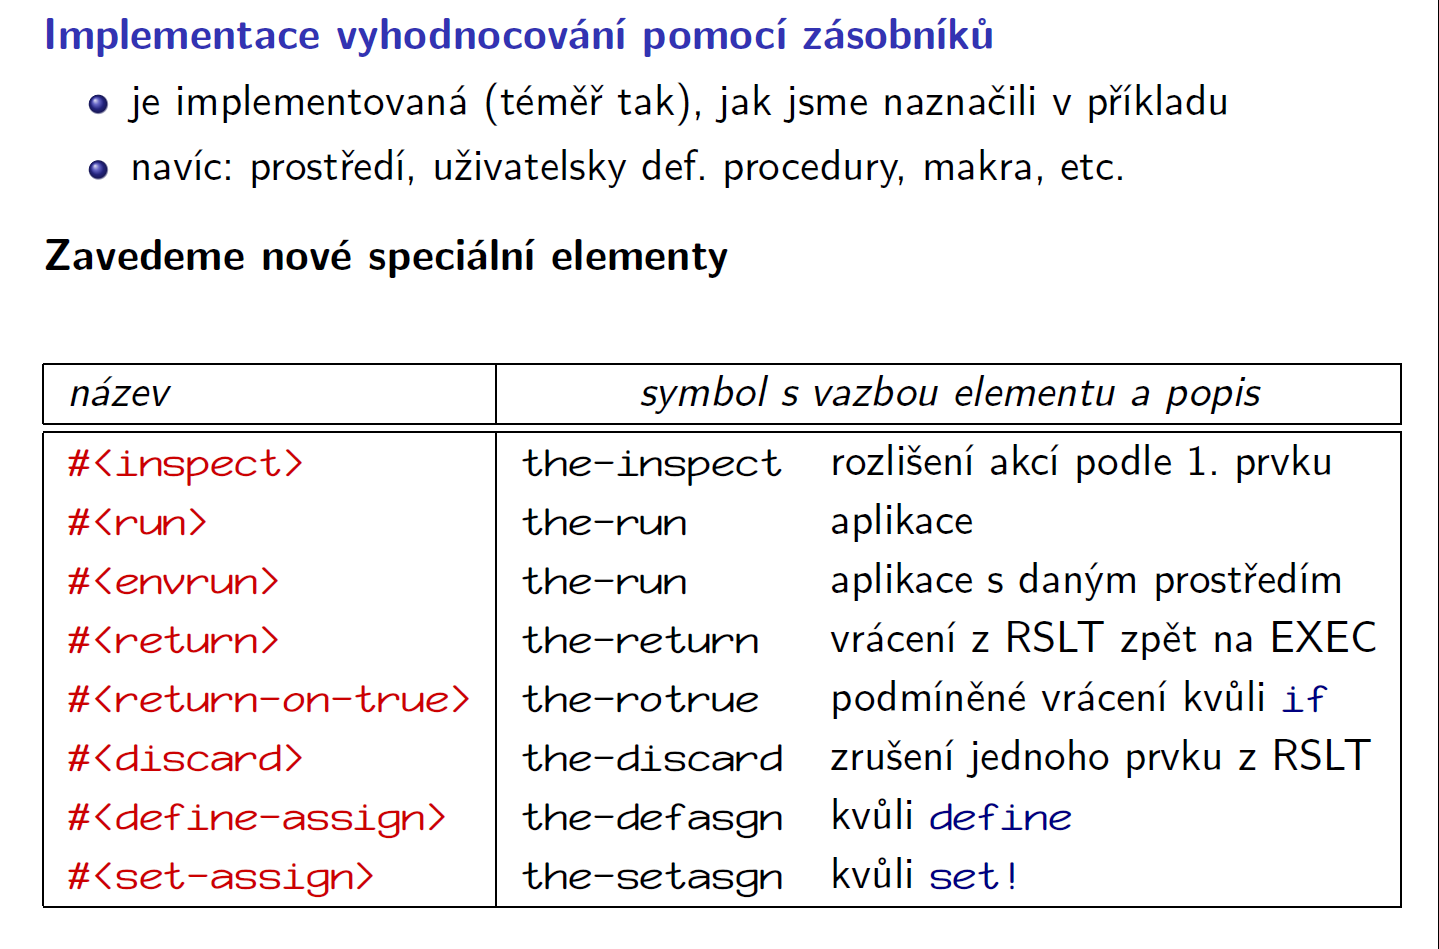 Implementace vyhodnocování pomocí zásobníků
je implementovaná (téměř tak), jak jsme naznačili v příkladu
navíc: prostředí, uživatelsky def. procedury, makra, etc.
Zavedeme nové speciální elementy
název symbol s vazbou elementu a popis
#<inspect> the-inspect rozlišení akcí podle 1. prvku
#<run> the-run aplikace
#<envrun> the-run aplikace s daným prostředím
#<return> the-return vrácení z RSLT zpět na EXEC
#<return-on-true> the-rotrue podmíněné vrácení kvůli if
#<discard> the-discard zrušení jednoho prvku z RSLT
#<define-assign> the-defasgn kvůli define
#<set-assign> the-setasgn kvůli set!